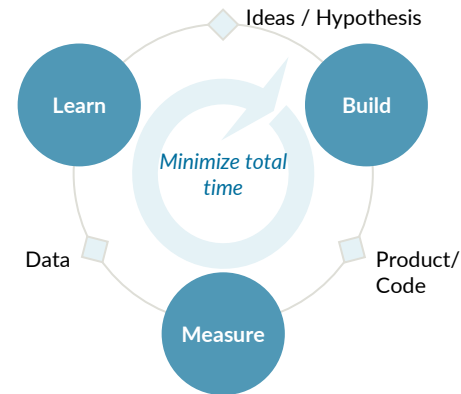 Ideas / Hypothesis
Learn
Build
Minimize total
time
Data
Product/
Code
Measure